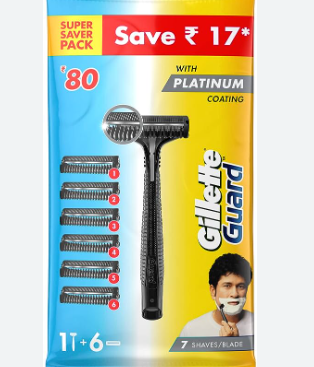 SUPER
SAVER
PACK
Save ₹ 17*
₹80
WITH
PLATINUM
COATING
1
2
3
4
5
6
Gillette
Guard
1 + 6
7 SHAVES/BLADE